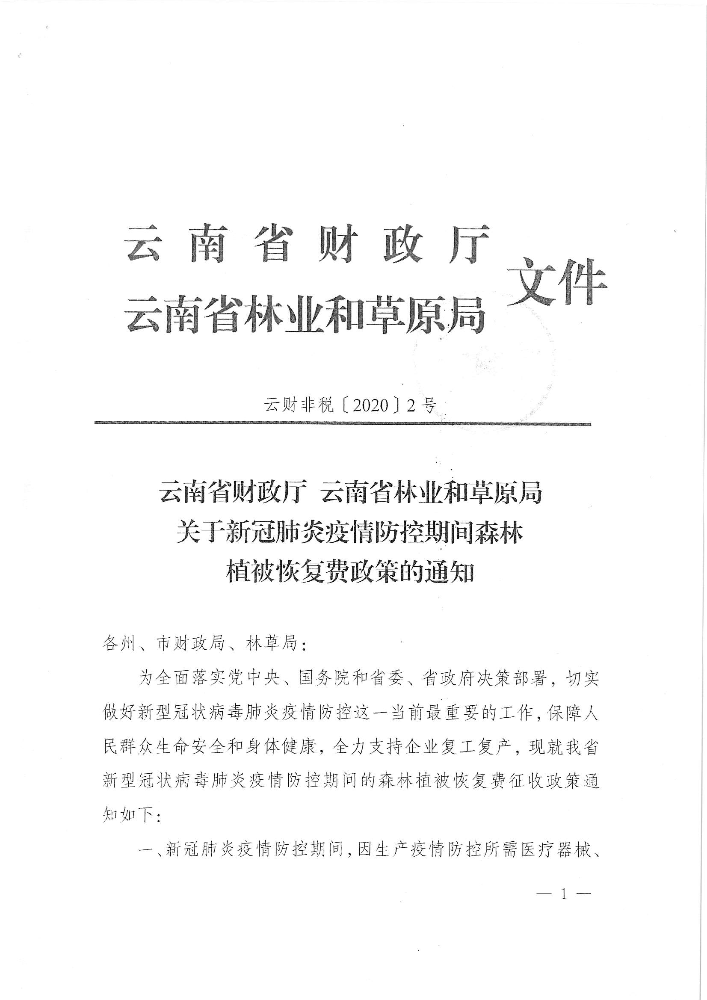 云南省财政厅
云南省林业和草原局
文件
云财非税〔2020〕2号
云南省财政厅 云南省林业和草原局
关于新冠肺炎疫情防控期间森林
植被恢复费政策的通知
各州、市财政局、林草局：
为全面落实党中央、国务院和省委、省政府决策部署，切实
做好新型冠状病毒肺炎疫情防控这一当前最重要的工作，保障人
民群众生命安全和身体健康，全力支持企业复工复产，现就我省
新型冠状病毒肺炎疫情防控期间的森林植被恢复费征收政策通
知如下：
一、新冠肺炎疫情防控期间，因生产疫情防控所需医疗器械、
— 1 —